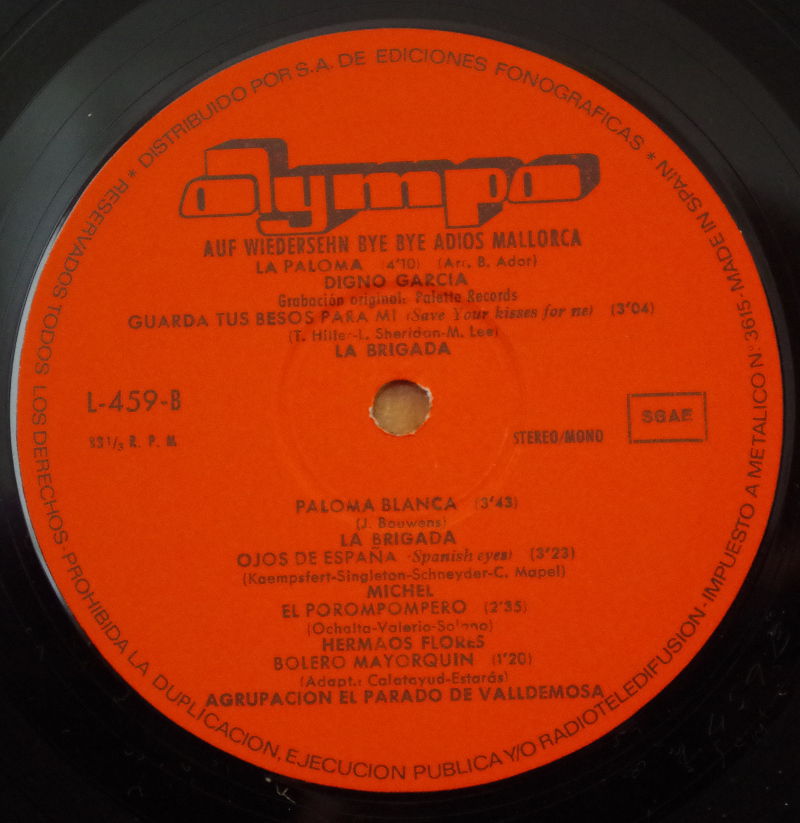 * DISTRIBUIDO POR S.A. DE EDICIONES FONOGRAFICAS *
olympo
AUF WIEDERSEHN BYE BYE ADIOS MALLORCA
LA PALOMA (4'10) (Arr. B. Ador)
DIGNO GARCIA
Grabación original: Palette Records
GUARDA TUS BESOS PARA MI (Save Your kisses for me) (3'04)
(T. Hiller-L. Sheridan-M. Lee)
LA BRIGADA
L-459-B
33 1/3 R. P. M.
STEREO/MONO
SGAE
PALOMA BLANCA (3'43)
(J. Bouwens)
LA BRIGADA
OJOS DE ESPAÑA (Spanish eyes) (3'23)
(Kaempfert-Singleton-Schneyder-C. Mapel)
MICHEL
EL POROMPOMPERO (2'35)
(Ochaita-Valerio-Solano)
HERMAOS FLORES
BOLERO MAYORQUIN (1'20)
(Adapt.: Calatayud-Estarás)
AGRUPACION EL PARADO DE VALLDEMOSA
RESERVADOS TODOS LOS DERECHOS - PROHIBIDA LA DUPLICACION, EJECUCION PUBLICA Y/O RADIOTELEDIFUSION - IMPUESTO A METALICO N.º 3615 - MADE IN SPAIN